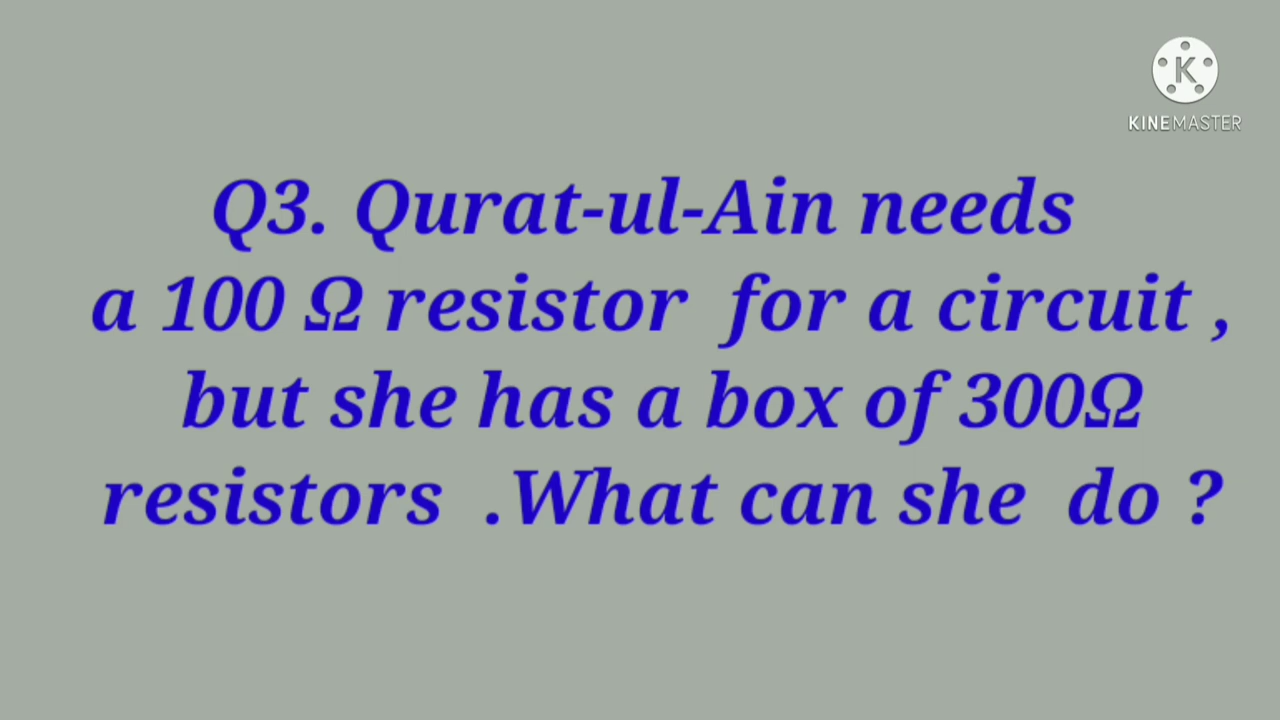 K
KINEMASTER
Q3. Qurat-ul-Ain needs
a 100 Ω resistor for a circuit ,
but she has a box of 300Ω
resistors .What can she do ?